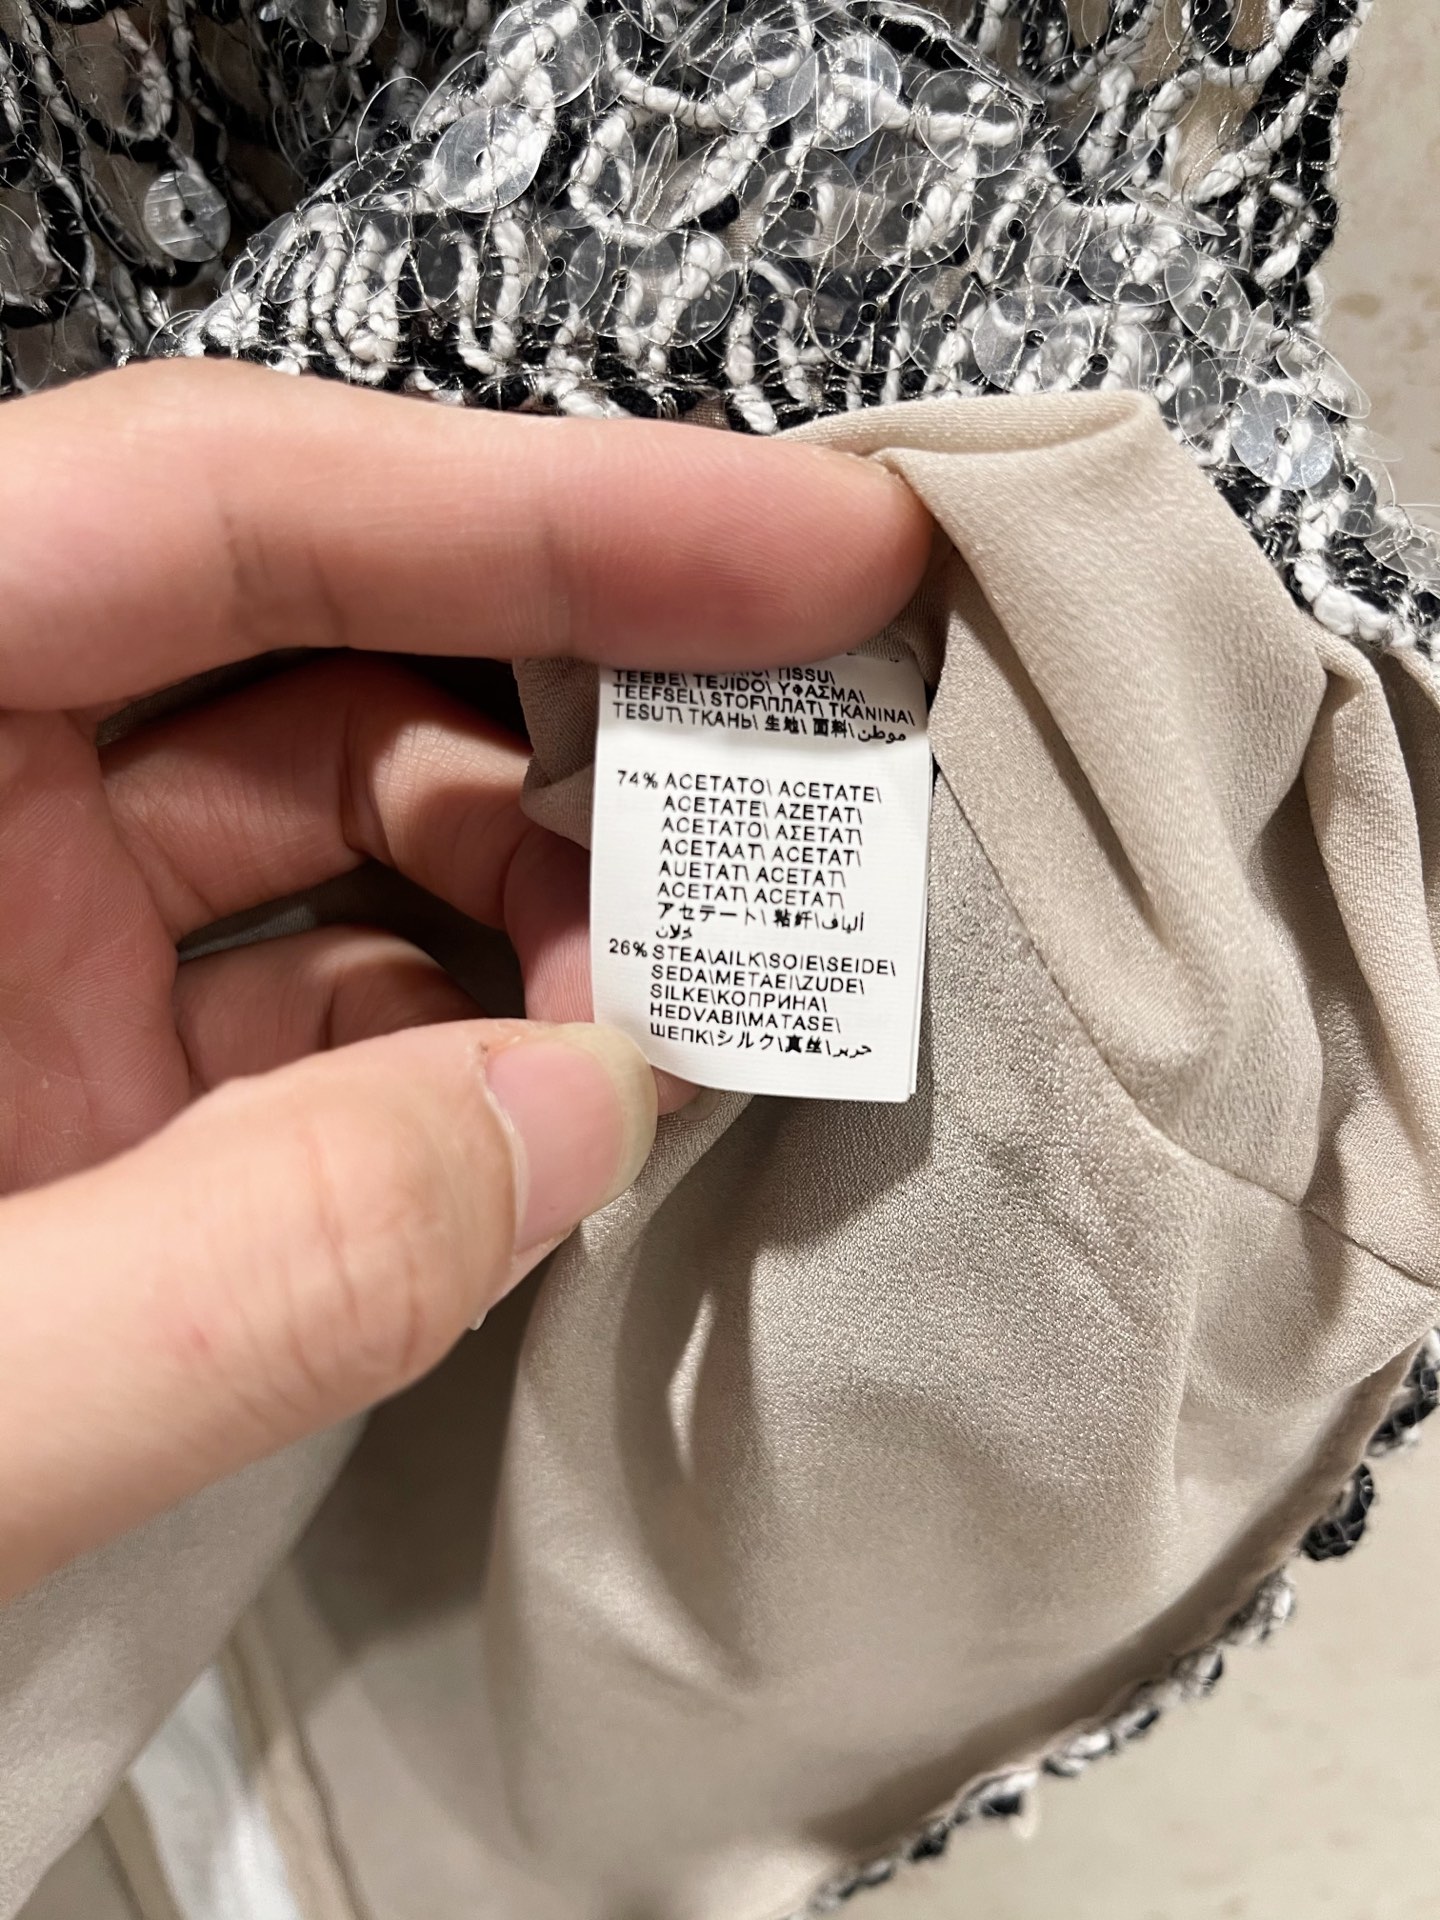 TISSU\
TEEBE\ TEJIDO\ ΥΦΑΣΜΑ\
TEEFSEL\ STOF\ПЛАТ\ TKANINA\
TESUT\ ТКАНЬ\ 生地\ 面料\ موطن
74% ACETATO\ ACETATE\
ACETATE\ AZETAT\
ACETATO\ ΑΣΕΤΑΤ\
ACETAAT\ ACETAT\
AUETAT\ ACETAT\
ACETAT\ ACETAT\
アセテート\ 粘纤\ ألياف
26% STEA\AILK\SOIE\SEIDE\
SEDA\METAEI\ZUDE\
SILKE\КОПРИНА\
HEDVABI\MATASE\
ШЕПК\シルク\真丝\حرير